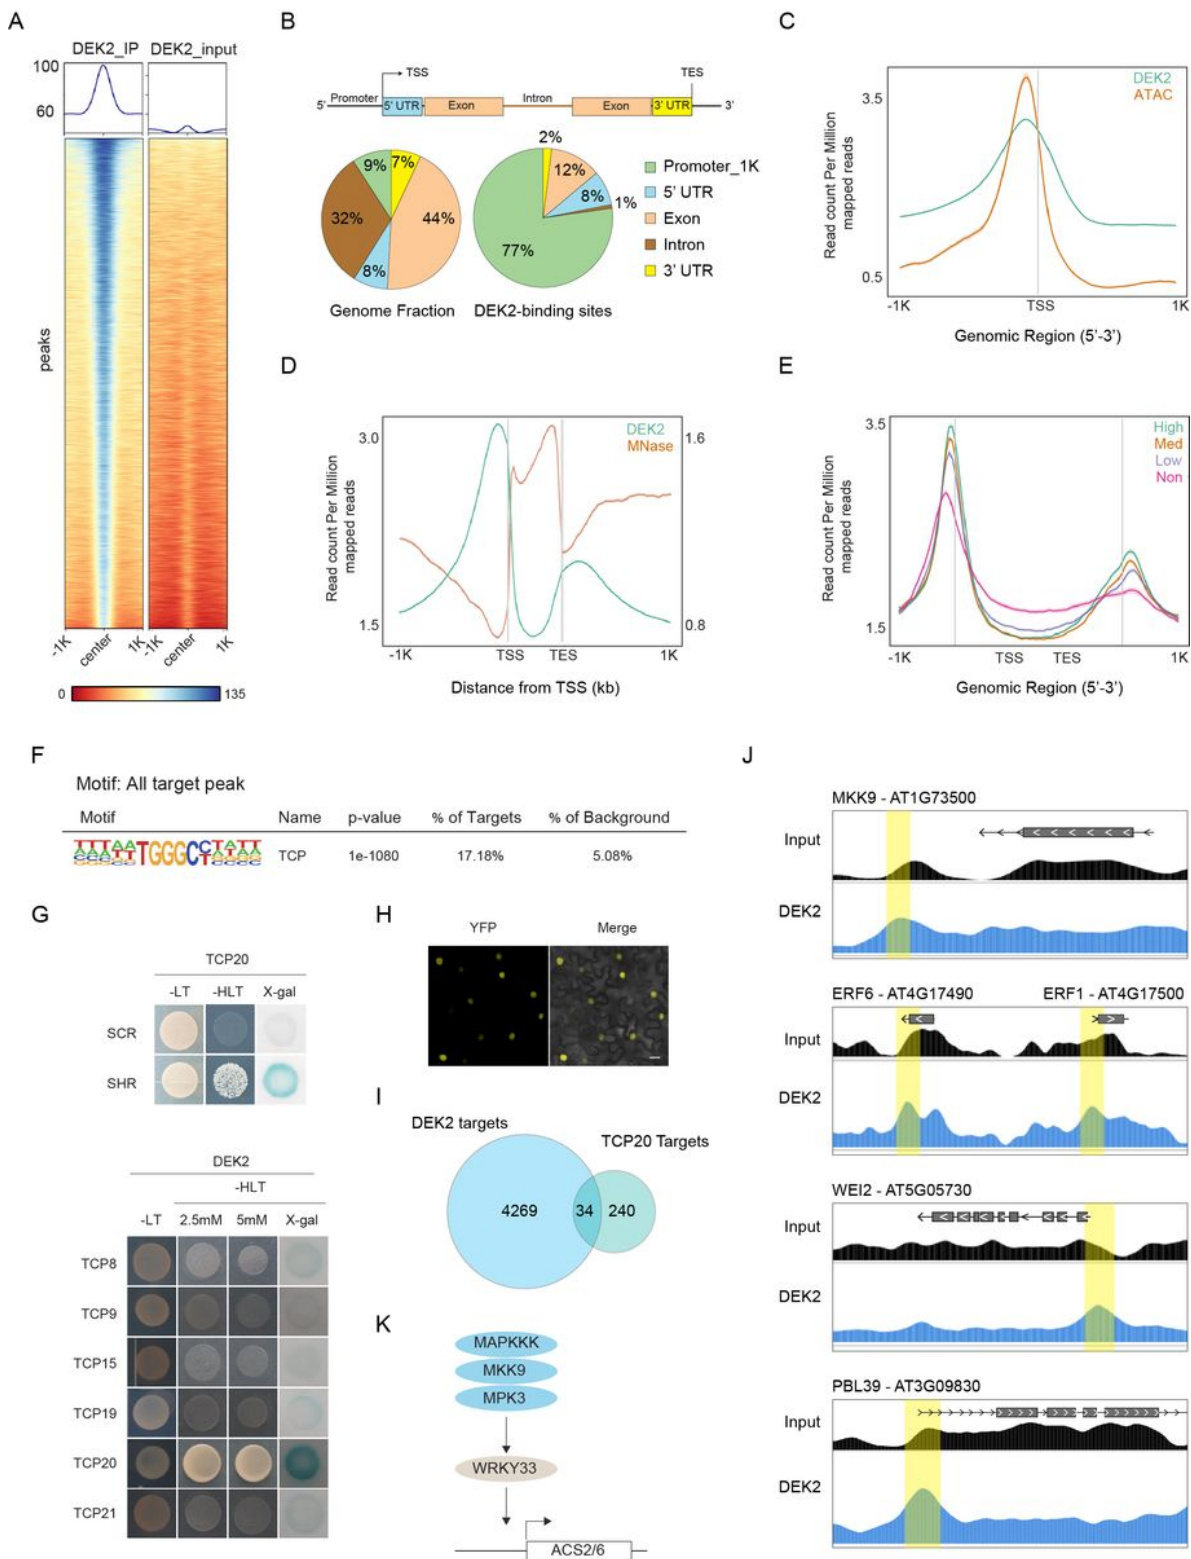 A
DEK2_IP
DEK2_input
100
60
peaks
-1K
center
1K
-1K
center
1K
0
135
B
TSS
TES
5'
Promoter
5' UTR
Exon
Intron
Exon
3' UTR
3'
9%
7%
32%
44%
8%
Genome Fraction
2%
12%
8%
1%
77%
DEK2-binding sites
Promoter_1K
5' UTR
Exon
Intron
3' UTR
C
DEK2
ATAC
3.5
0.5
Read count Per Million
mapped reads
-1K
TSS
1K
Genomic Region (5'-3')
D
DEK2
MNase
3.0
1.5
1.6
0.8
Read count Per Million
mapped reads
-1K
TSS
TES
1K
Distance from TSS (kb)
E
High
Med
Low
Non
3.5
1.5
Read count Per Million
mapped reads
-1K
TSS
TES
1K
Genomic Region (5'-3')
F
Motif: All target peak
Motif Name p-value % of Targets % of Background
TGGGC
TCP 1e-1080 17.18% 5.08%
G
TCP20
-LT -HLT X-gal
SCR
SHR
DEK2
-HLT
-LT 2.5mM 5mM X-gal
TCP8
TCP9
TCP15
TCP19
TCP20
TCP21
H
YFP Merge
I
DEK2 targets
TCP20 Targets
4269 34 240
K
MAPKKK
MKK9
MPK3
WRKY33
ACS2/6
J
MKK9 - AT1G73500
Input
DEK2
ERF6 - AT4G17490 ERF1 - AT4G17500
Input
DEK2
WEI2 - AT5G05730
Input
DEK2
PBL39 - AT3G09830
Input
DEK2